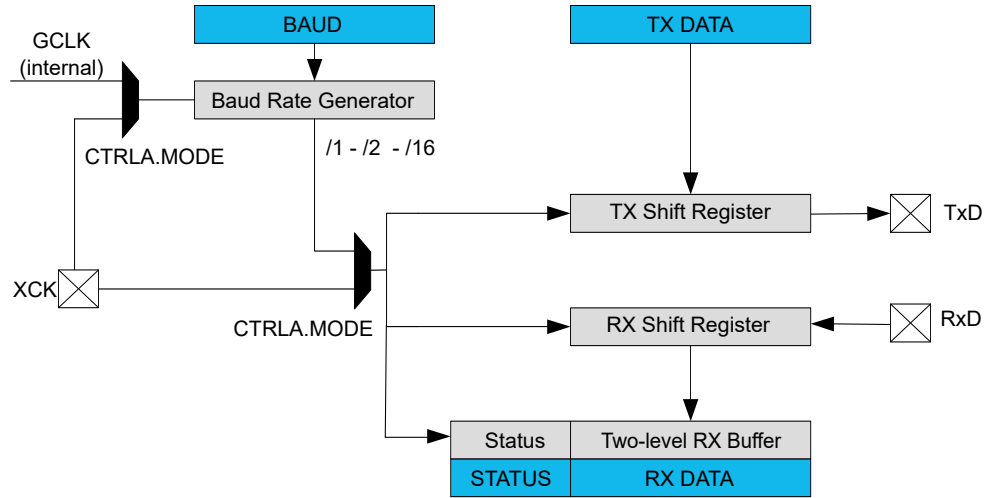 BAUD
TX DATA
GCLK
(internal)
Baud Rate Generator
CTRLA.MODE
/1 - /2 - /16
TX Shift Register
TxD
XCK
CTRLA.MODE
RX Shift Register
RxD
Status
Two-level RX Buffer
STATUS
RX DATA